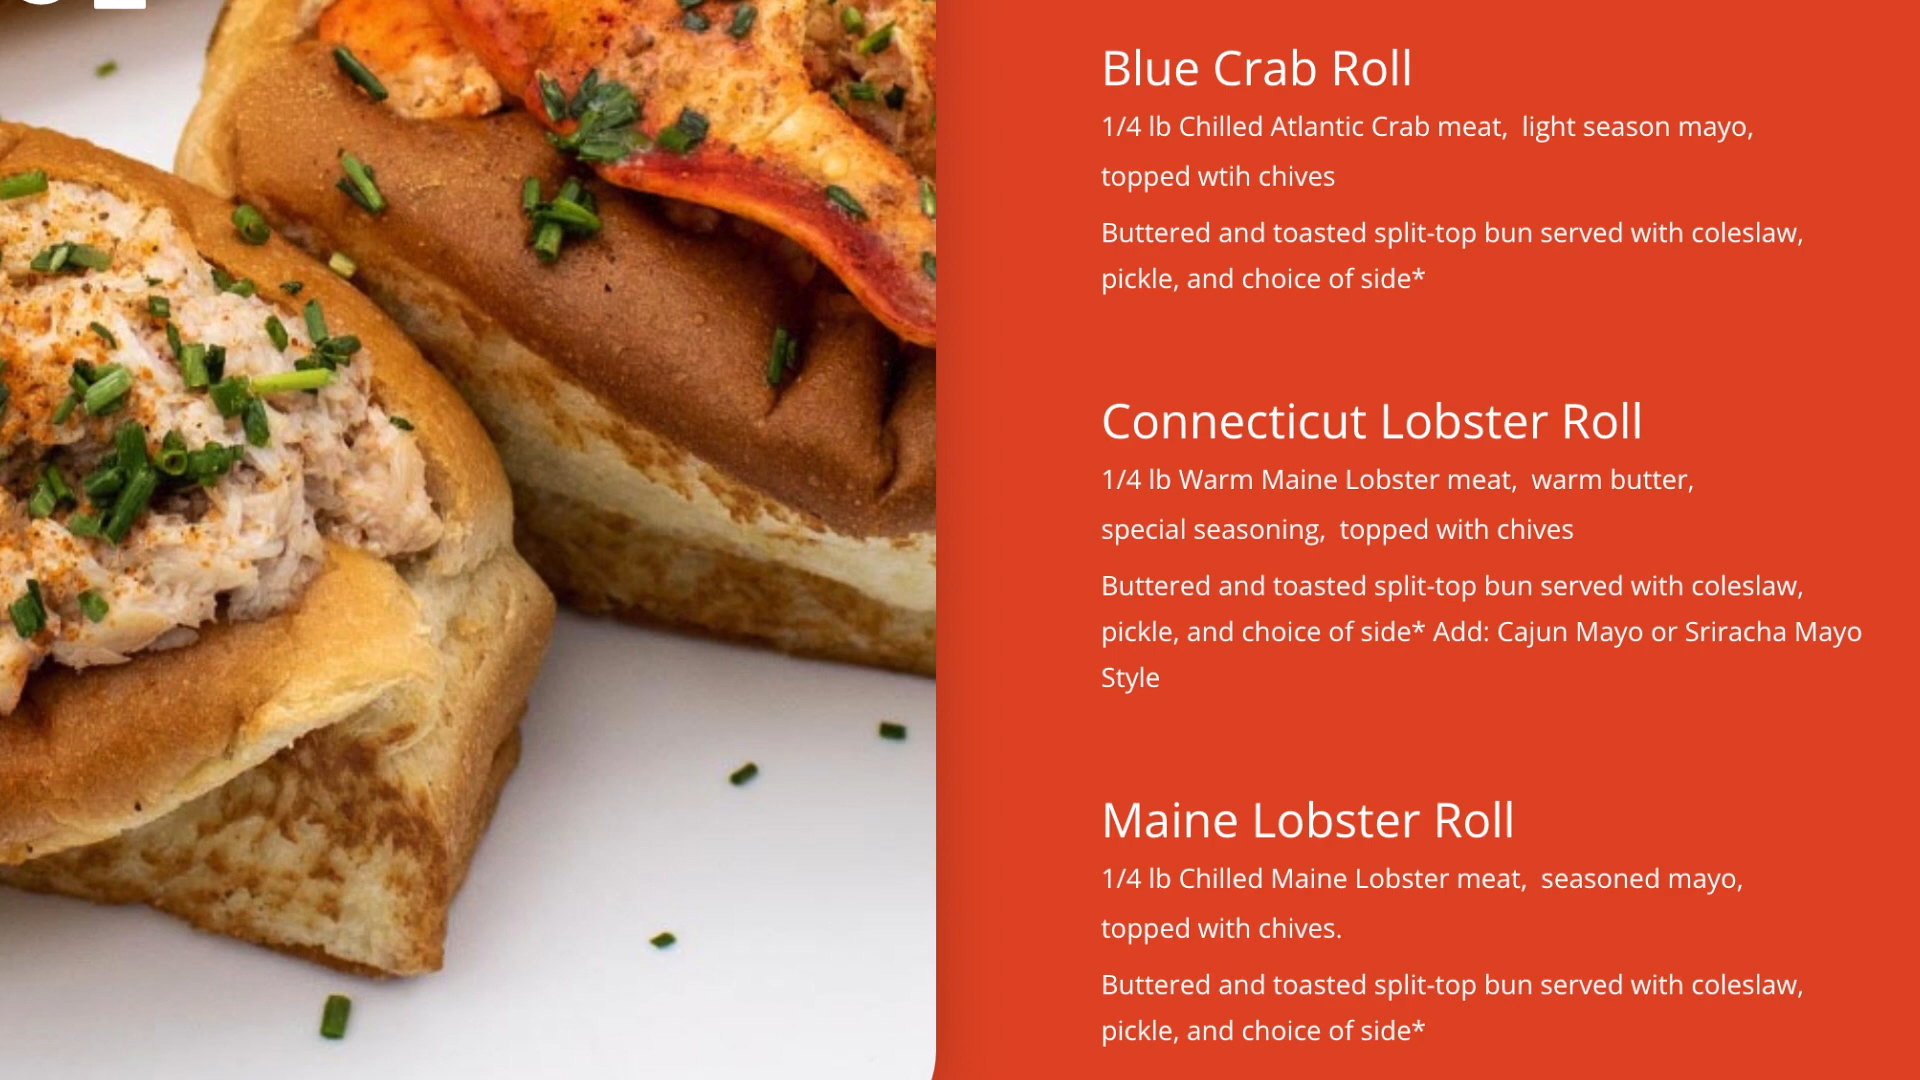 Blue Crab Roll
1/4 lb Chilled Atlantic Crab meat,  light season mayo,
topped wtih chives
Buttered and toasted split-top bun served with coleslaw,
pickle, and choice of side*
Connecticut Lobster Roll
1/4 lb Warm Maine Lobster meat,  warm butter,
special seasoning,  topped with chives
Buttered and toasted split-top bun served with coleslaw,
pickle, and choice of side* Add: Cajun Mayo or Sriracha Mayo
Style
Maine Lobster Roll
1/4 lb Chilled Maine Lobster meat,  seasoned mayo,
topped with chives.
Buttered and toasted split-top bun served with coleslaw,
pickle, and choice of side*